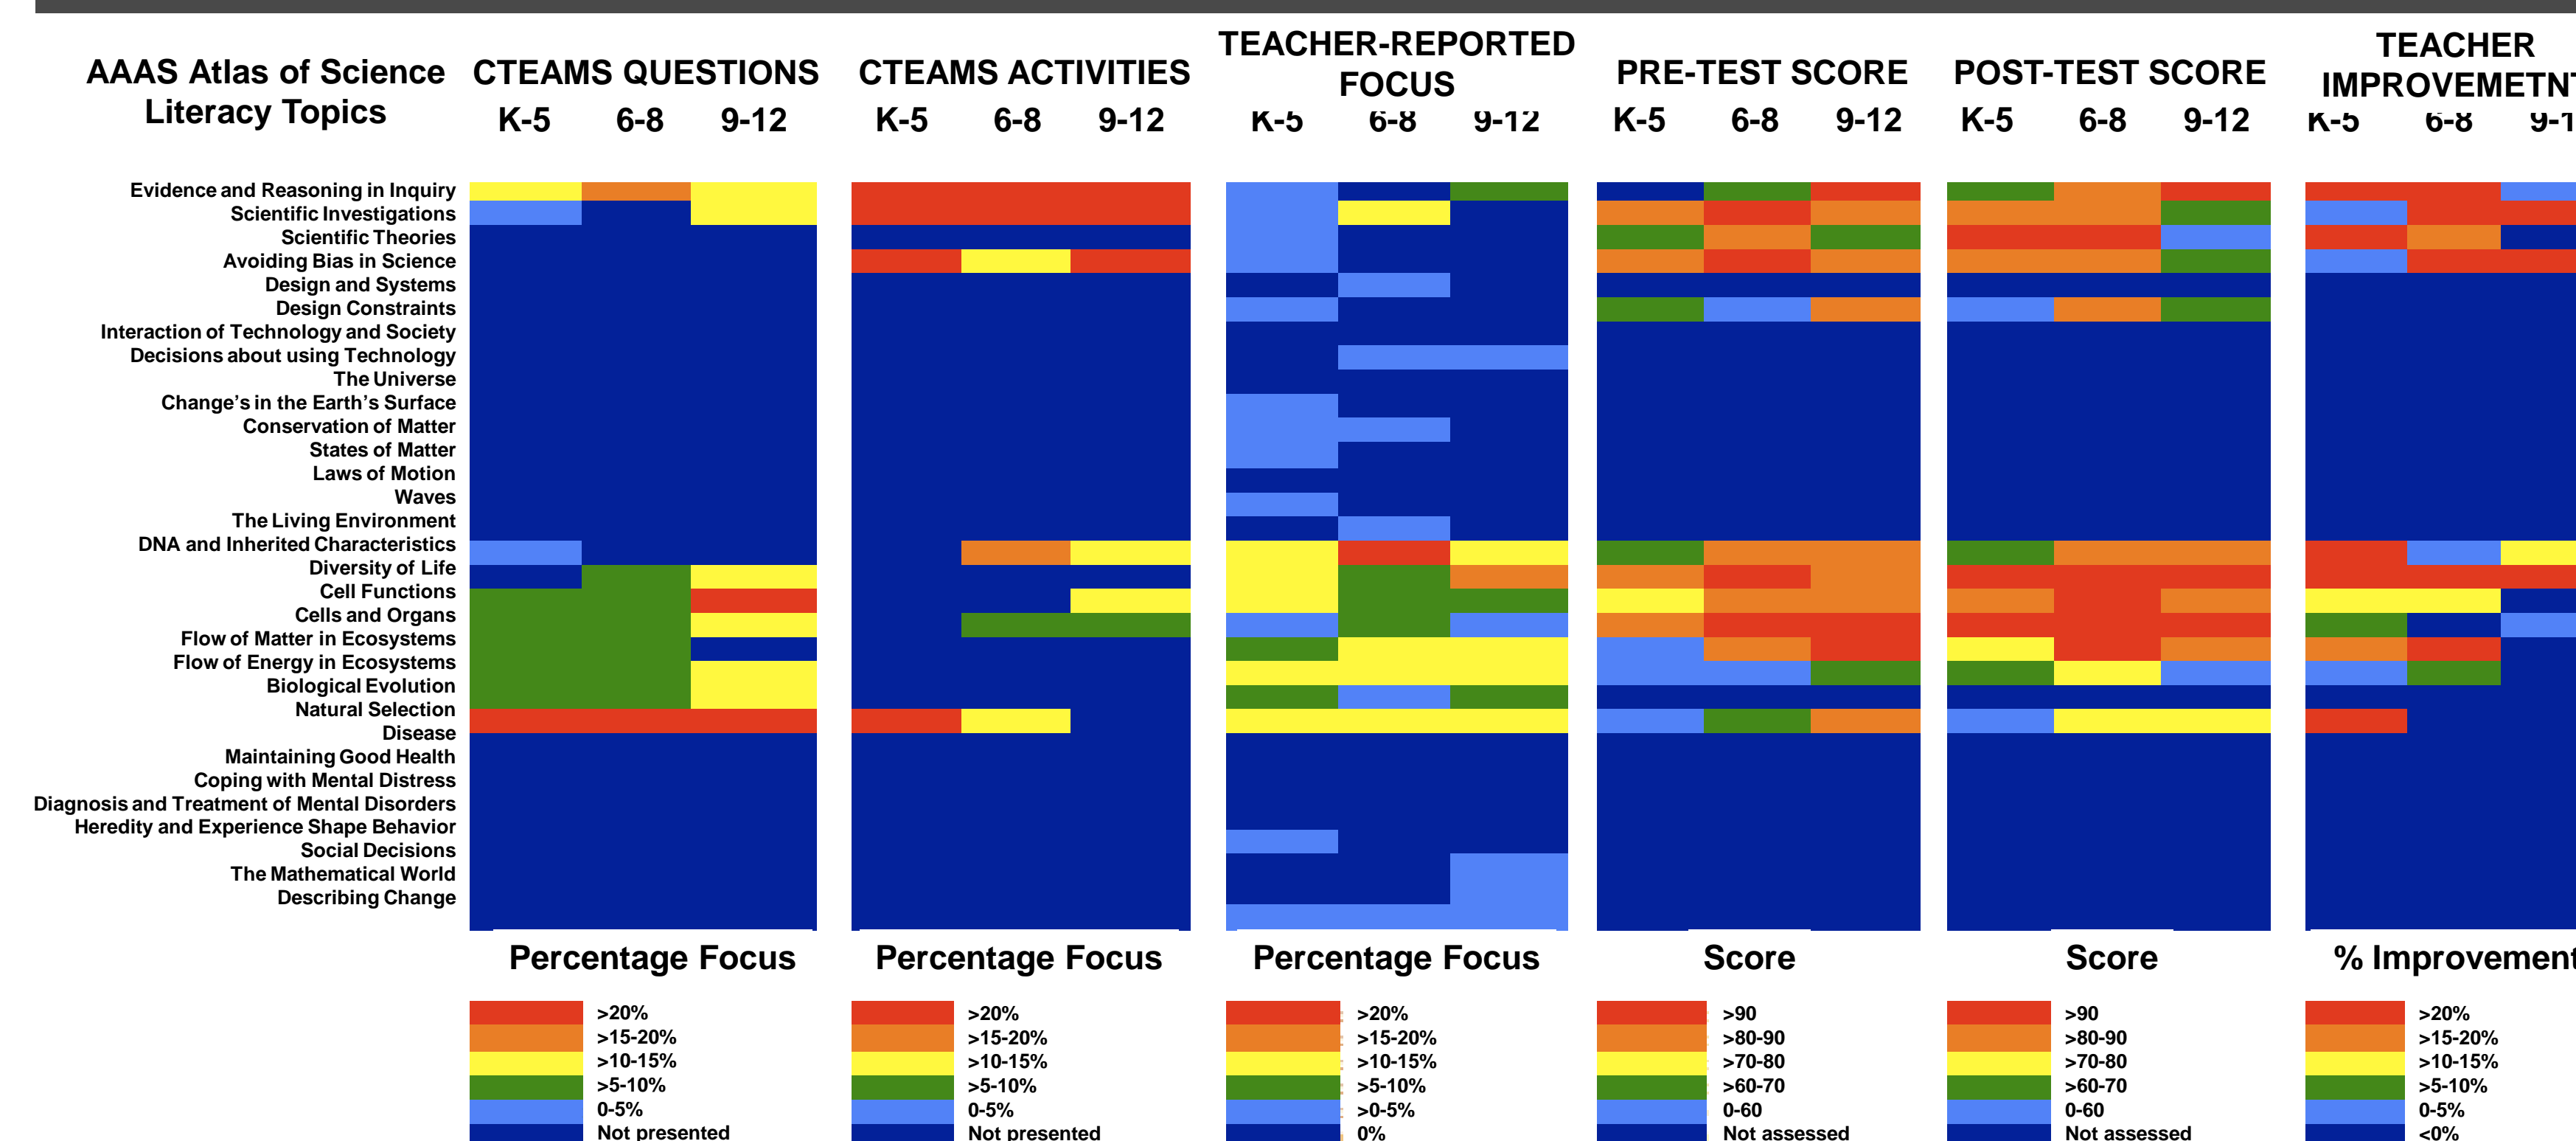 TEACHER-REPORTED
FOCUS
TEACHER
IMPROVEMETNT
AAAS Atlas of Science
Literacy Topics
CTEAMS QUESTIONS
CTEAMS ACTIVITIES
PRE-TEST SCORE
POST-TEST SCORE
K-5 6-8 9-12
K-5 6-8 9-12
K-5 6-8 9-12
K-5 6-8 9-12
K-5 6-8 9-12
K-5 6-8 9-1
Evidence and Reasoning in Inquiry
Scientific Investigations
Scientific Theories
Avoiding Bias in Science
Design and Systems
Design Constraints
Interaction of Technology and Society
Decisions about using Technology
The Universe
Change's in the Earth's Surface
Conservation of Matter
States of Matter
Laws of Motion
Waves
The Living Environment
DNA and Inherited Characteristics
Diversity of Life
Cell Functions
Cells and Organs
Flow of Matter in Ecosystems
Flow of Energy in Ecosystems
Biological Evolution
Natural Selection
Disease
Maintaining Good Health
Coping with Mental Distress
Diagnosis and Treatment of Mental Disorders
Heredity and Experience Shape Behavior
Social Decisions
The Mathematical World
Describing Change
Percentage Focus
>20%
>15-20%
>10-15%
>5-10%
0-5%
Not presented
Percentage Focus
>20%
>15-20%
>10-15%
>5-10%
0-5%
Not presented
Percentage Focus
>20%
>15-20%
>10-15%
>5-10%
>0-5%
0%
Score
>90
>80-90
>70-80
>60-70
0-60
Not assessed
Score
>90
>80-90
>70-80
>60-70
0-60
Not assessed
% Improvement
>20%
>15-20%
>10-15%
>5-10%
0-5%
<0%